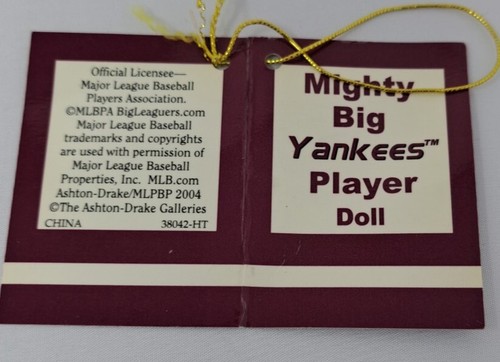 Official Licensee—
Major League Baseball
Players Association.
©MLBPA BigLeaguers.com
Major League Baseball
trademarks and copyrights
are used with permission of
Major League Baseball
Properties, Inc. MLB.com
Ashton-Drake/MLPBP 2004
©The Ashton-Drake Galleries
CHINA 38042-HT
Mighty
Big
Yankees™
Player
Doll